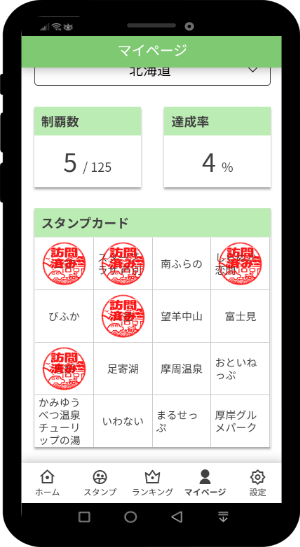 マイページ
北海道
制覇数
達成率
5 / 125
4 %
スタンプカード
訪問
済み
訪問
済み
南ふらの
訪問
済み
びふか
訪問
済み
望羊中山
富士見
訪問
済み
足寄湖
摩周温泉
おといね
っぷ
かみゆう
べつ温泉
チューリ
ップの湯
いわない
まるせっ
ぷ
厚岸グル
メパーク
ホーム
スタンプ
ランキング
マイページ
設定